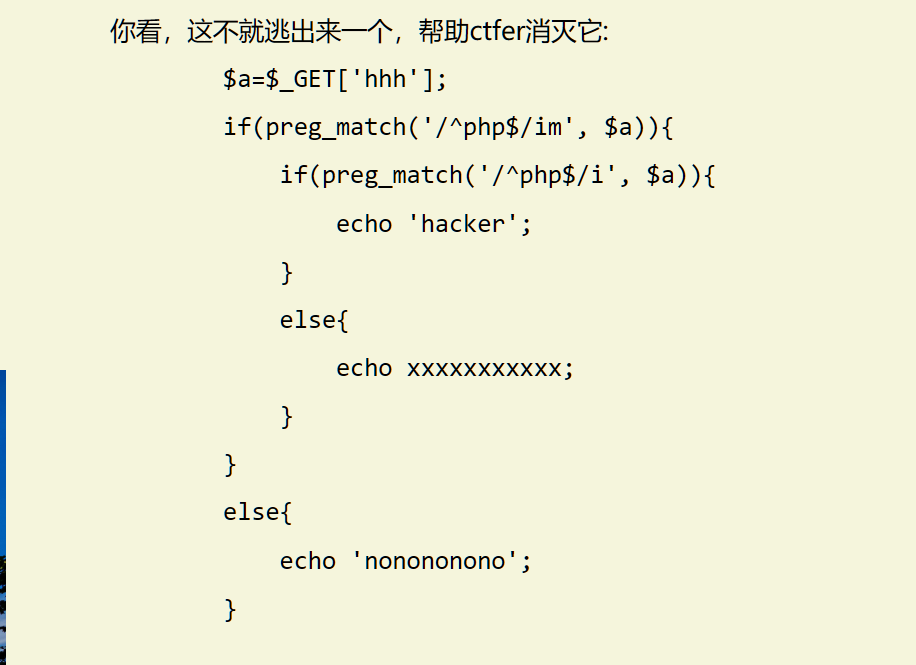 你看，这不就逃出来一个，帮助ctfer消灭它:
$a=$_GET['hhh'];
if(preg_match('/^php$/im', $a)){
if(preg_match('/^php$/i', $a)){
echo 'hacker';
}
else{
echo xxxxxxxxxxx;
}
}
else{
echo 'nonononono';
}